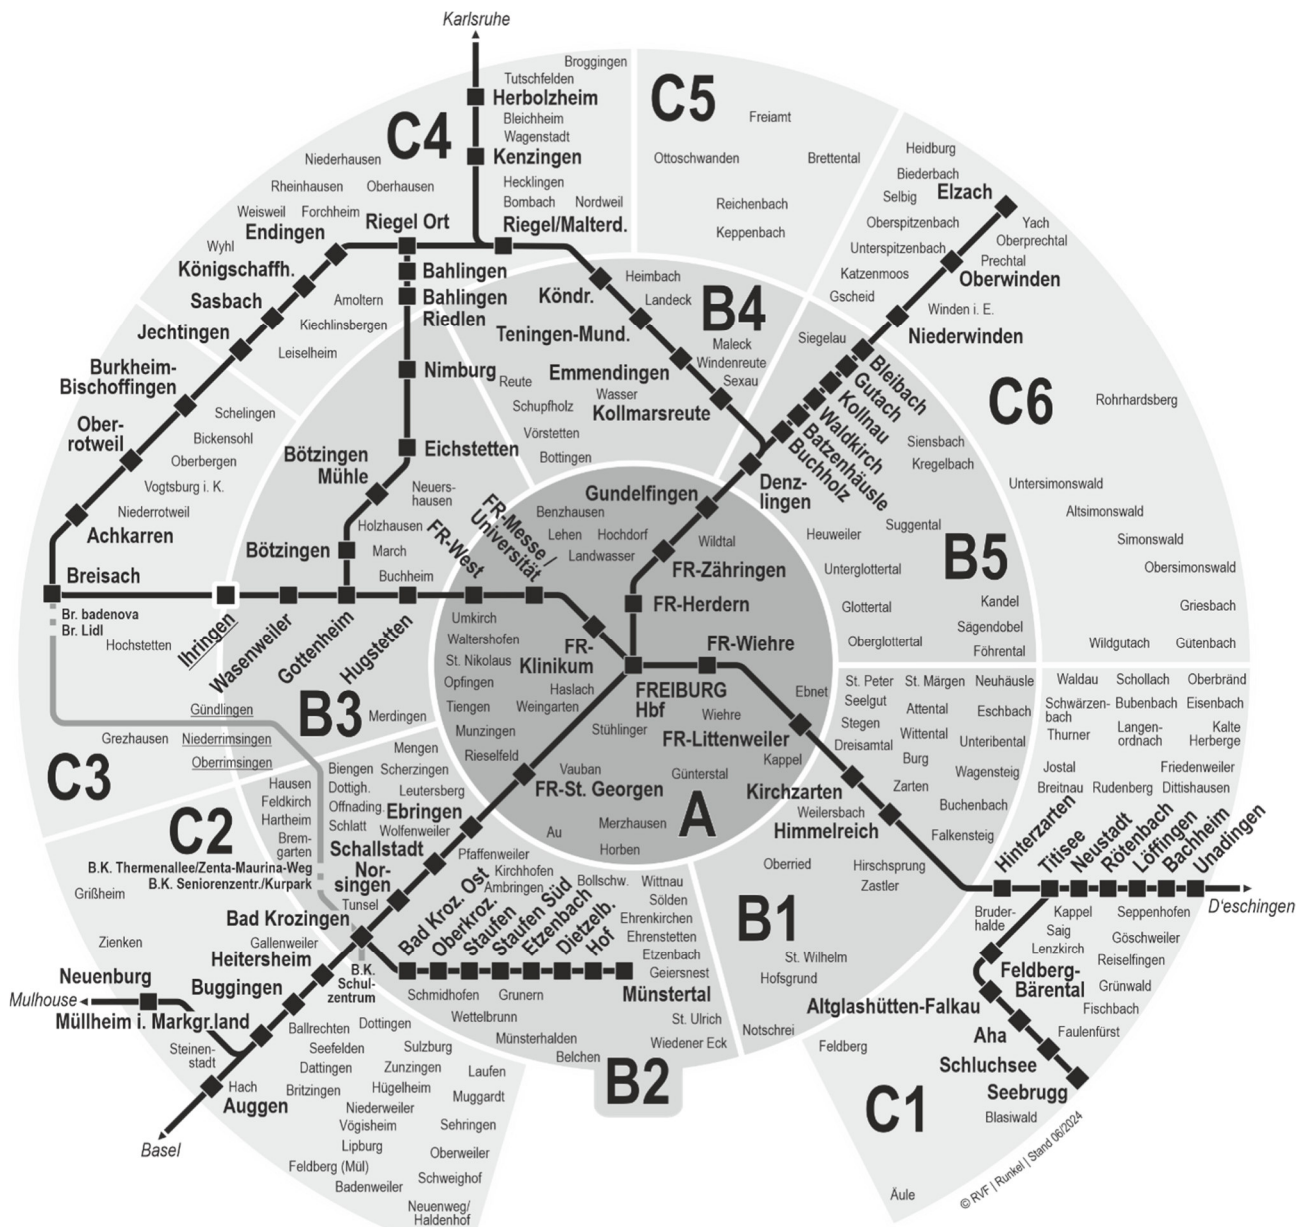 Karlsruhe
Broggingen
Tutschfelden
Herbolzheim
Bleichheim
Wagenstadt
Kenzingen
Hecklingen
Bombach
Nordweil
Riegel/Malterd.
C4
Niederhausen
Rheinhausen
Oberhausen
Weisweil
Forchheim
Riegel Ort
Endingen
Wyhl
Königschaffh.
Sasbach
Jechtingen
Amoltern
Kiechlinsbergen
Leiselheim
Bahlingen
Bahlingen
Riedlen
Nimburg
Eichstetten
Bötzingen
Mühle
Bötzingen
C5
Freiamt
Ottoschwanden
Brettental
Reichenbach
Keppenbach
Heidburg
Biederbach
Selbig
Elzach
Oberspitzenbach
Yach
Oberprechtal
Unterspitzenbach
Prechtal
Katzenmoos
Oberwinden
Gscheid
Winden i. E.
Niederwinden
Siegelau
B4
Heimbach
Landeck
Köndr.
Teningen-Mund.
Maleck
Windenreute
Emmendingen
Sexau
Wasser
Kollmarsreute
Reute
Schupfholz
Vörstetten
Bottingen
Bleibach
Gutach
Kollnau
Waldkirch
Batzenhäusle
Buchholz
Denz-
lingen
C6
Rohrhardsberg
Siensbach
Kregelbach
Untersimonswald
Altsimonswald
Simonswald
Obersimonswald
Griesbach
Wildgutach
Gütenbach
B5
Suggental
Heuweiler
Unterglottertal
Glottertal
Oberglottertal
Kandel
Sägendobel
Föhrental
Burkheim-
Bischoffingen
Ober-
rotweil
Schelingen
Bickensohl
Oberbergen
Vogtsburg i. K.
Niederrotweil
Achkarren
Breisach
Br. badenova
Br. Lidl
Hochstetten
Ihringen
Wasenweiler
Gottenheim
Hugstetten
FR-West
FR-Messe /
Universität
Neuers-
hausen
Holzhausen
March
Buchheim
B3
Merdingen
Gündlingen
Niederrimsingen
Oberrimsingen
Grezhausen
C3
Gundelfingen
Benzhausen
Lehen
Hochdorf
Landwasser
Wildtal
FR-Zähringen
FR-Herdern
FR-Wiehre
FREIBURG
Hbf
FR-
Klinikum
Umkirch
Waltershofen
St. Nikolaus
Opfingen
Tiengen
Munzingen
Rieselfeld
Haslach
Weingarten
Stühlinger
Wiehre
Vauban
FR-St. Georgen
FR-Littenweiler
Ebnet
Kappel
Günterstal
A
Au
Merzhausen
Horben
Kirchzarten
Himmelreich
Weilersbach
Oberried
Hirschsprung
Zastler
St. Peter
St. Märgen
Neuhäusle
Seelgut
Attental
Eschbach
Stegen
Wittental
Dreisamtal
Unteribental
Burg
Wagensteig
Zarten
Buchenbach
Falkensteig
Waldau
Schollach
Oberbränd
Schwärzen-
bach
Bubenbach
Eisenbach
Thurner
Langen-
ordnach
Kalte
Herberge
Jostal
Friedenweiler
Breitnau
Rudenberg
Dittishausen
Hinterzarten
Titisee
Neustadt
Rötenbach
Löffingen
Bachheim
Unadingen
D'eschingen
Bruder-
halde
Kappel
Saig
Lenzkirch
Seppenhofen
Göschweiler
Reiselfingen
Grünwald
Fischbach
Faulenfürst
Feldberg-
Bärental
Altglashütten-Falkau
Aha
Schluchsee
Seebrugg
Blasiwald
Feldberg
C1
Äule
B1
St. Wilhelm
Hofsgrund
Notschrei
C2
Hausen
Feldkirch
Hartheim
Brem-
garten
B.K. Thermenallee/Zenta-Maurina-Weg
B.K. Seniorenzentr./Kurpark
Grißheim
Zienken
Biengen
Dottigh.
Offnading.
Schlatt
Mengen
Scherzingen
Leutersberg
Ebringen
Wolfenweiler
Schallstadt
Nor-
singen
Tunsel
Bad Krozingen
Gallenweiler
Heitersheim
B.K.
Schul-
zentrum
Buggingen
Neuenburg
Mulhouse
Müllheim i. Markgr.land
Steinen-
stadt
Hach
Auggen
Basel
Pfaffenweiler
Kirchhofen
Ambringen
Bollschw.
Wittnau
Sölden
Ehrenkirchen
Ehrenstetten
Etzenbach
Geiersnest
Bad Kroz. Ost
Oberkroz.
Staufen
Staufen Süd
Etzenbach
Dietzelb.
Hof
Münstertal
Schmidhofen
Grunern
Wettelbrunn
Münsterhalden
Belchen
St. Ulrich
Wiedener Eck
B2
Ballrechten
Dottingen
Seefelden
Sulzburg
Dattingen
Zunzingen
Laufen
Britzingen
Hügelheim
Muggardt
Niederweiler
Vögisheim
Sehringen
Lipburg
Oberweiler
Feldberg (Mül)
Badenweiler
Schweighof
Neuenweg/
Haldenhof
© RVF | Runkel | Stand 06/2024